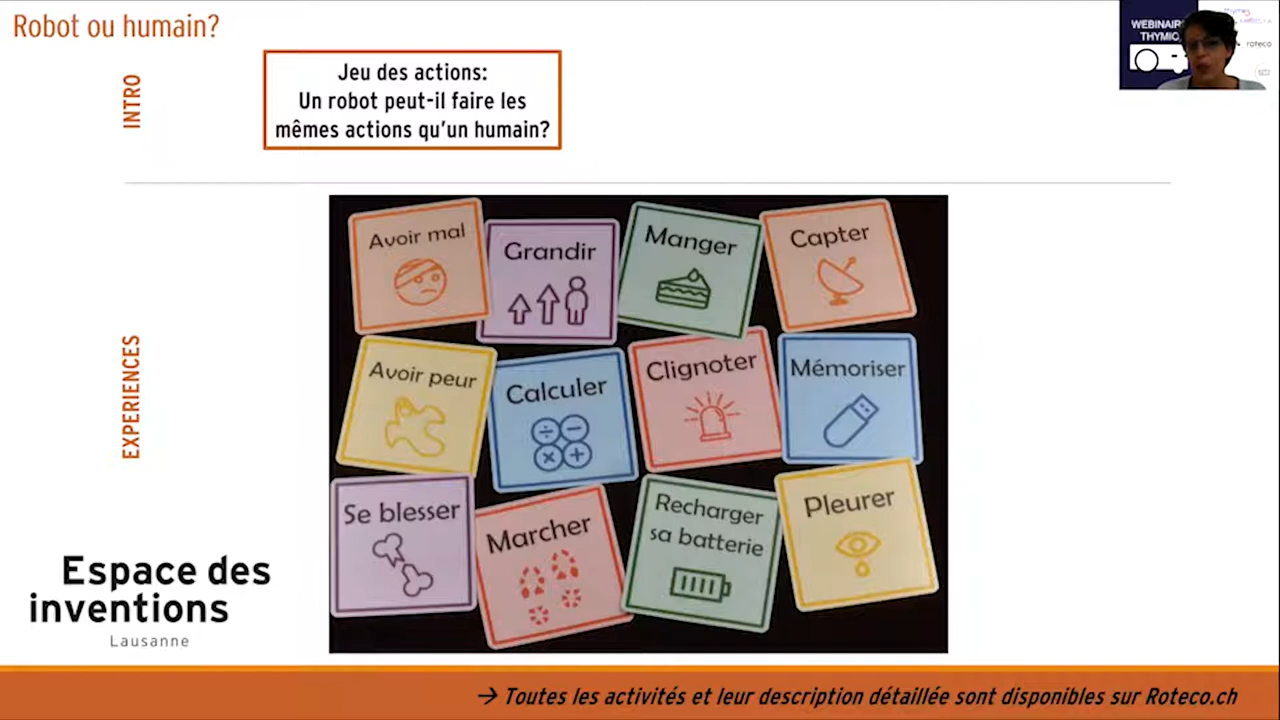 Robot ou humain?
WEBINAIRE
THYMIO
roteco
INTRO
Jeu des actions:
Un robot peut-il faire les
mêmes actions qu'un humain?
EXPERIENCES
Avoir mal
Grandir
Manger
Capter
Avoir peur
Calculer
Clignoter
Mémoriser
Se blesser
Marcher
Recharger
sa batterie
Pleurer
Espace des
inventions
Lausanne
→ Toutes les activités et leur description détaillée sont disponibles sur Roteco.ch